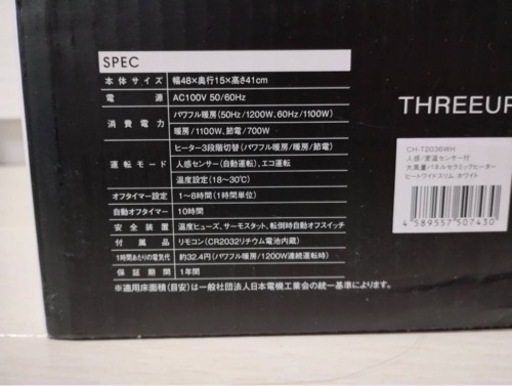 SPEC
本体サイズ 幅48×奥行15×高さ41cm
電源 AC100V 50/60Hz
消費電力 パワフル暖房(50Hz/1200W、60Hz/1100W)
暖房/1100W、節電/700W
運転モード ヒーター3段階切替(パワフル暖房/暖房/節電)
人感センサー(自動運転)、エコ運転
温度設定(18～30℃)
オフタイマー設定 1～8時間(1時間単位)
自動オフタイマー 10時間
安全装置 温度ヒューズ、サーモスタット、転倒時自動オフスイッチ
付属品 リモコン(CR2032リチウム電池内蔵)
1時間あたりの電気代 約32.4円(パワフル暖房/1200W連続運転時)
保証期間 1年間
※適用床面積(目安)は一般社団法人日本電機工業会の統一基準によります。
THREEUP
CH-T2036WH
人感/室温センサー付
大風量パネルセラミックヒーター
ヒートワイドスリム ホワイト
4 589557 507430